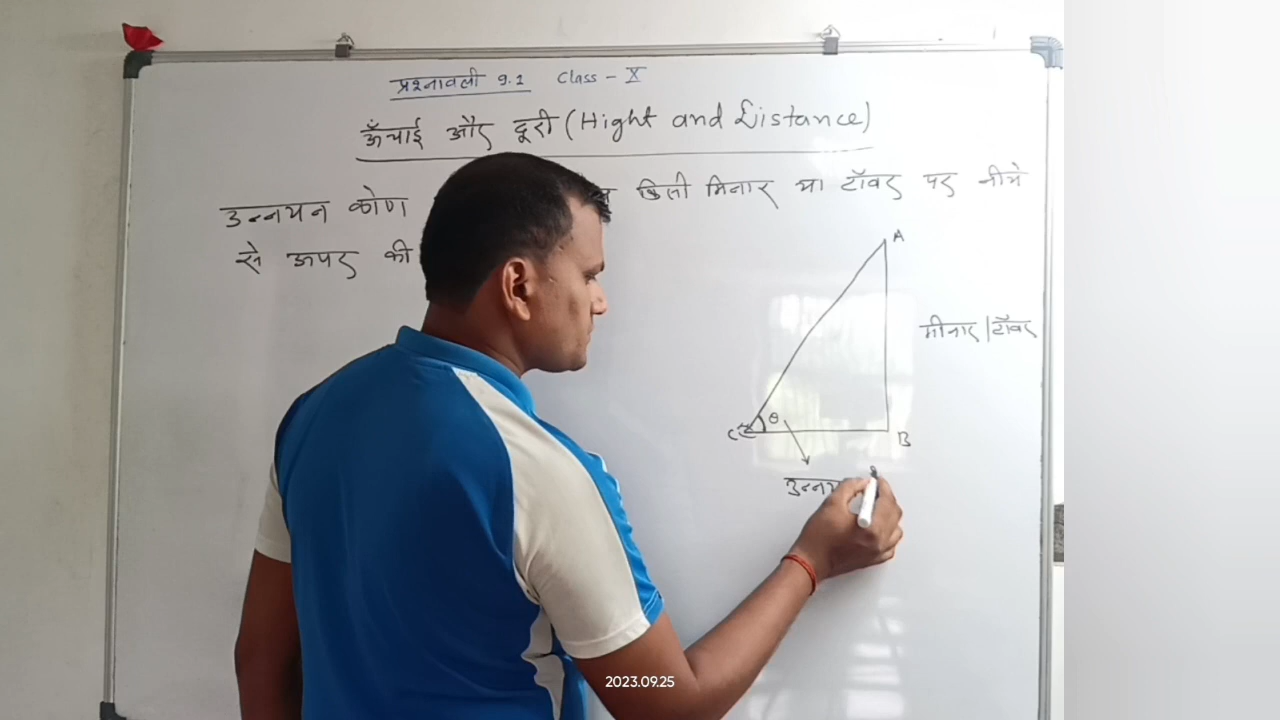 प्रश्नावली 9.1 Class - X
ऊँचाई और दूरी (Hight and Distance)
उन्नयन कोण किसी मिनार या टॉवर पर नीचे
से ऊपर की
A
मीनार/टॉवर
C θ B
उन्नय
2023.09.25